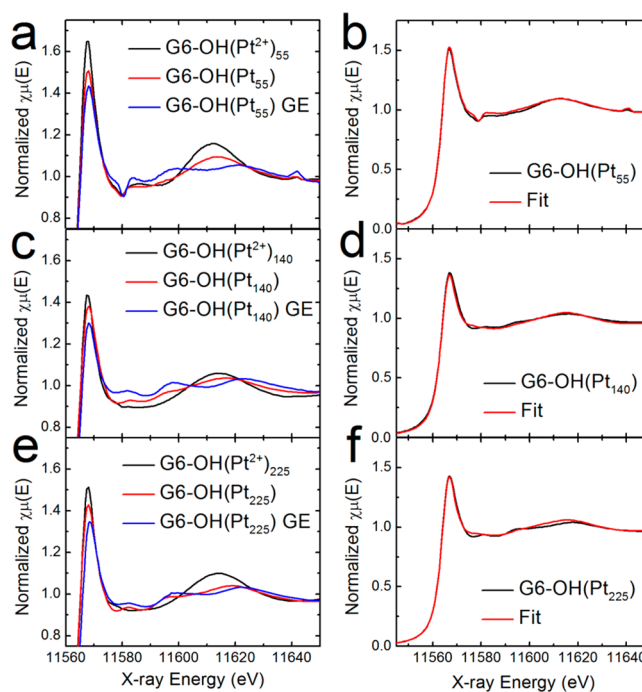 a
Normalized χμ(E)
1.6
1.4
1.2
1.0
0.8
G6-OH(Pt²⁺)₅₅
G6-OH(Pt₅₅)
G6-OH(Pt₅₅) GE
b
Normalized χμ(E)
1.5
1.0
0.5
0.0
G6-OH(Pt₅₅)
Fit
c
Normalized χμ(E)
1.6
1.4
1.2
1.0
0.8
G6-OH(Pt²⁺)₁₄₀
G6-OH(Pt₁₄₀)
G6-OH(Pt₁₄₀) GE
d
Normalized χμ(E)
1.5
1.0
0.5
0.0
G6-OH(Pt₁₄₀)
Fit
e
Normalized χμ(E)
1.6
1.4
1.2
1.0
0.8
G6-OH(Pt²⁺)₂₂₅
G6-OH(Pt₂₂₅)
G6-OH(Pt₂₂₅) GE
11560 11580 11600 11620 11640
X-ray Energy (eV)
f
Normalized χμ(E)
1.5
1.0
0.5
0.0
G6-OH(Pt₂₂₅)
Fit
11560 11580 11600 11620 11640
X-ray Energy (eV)